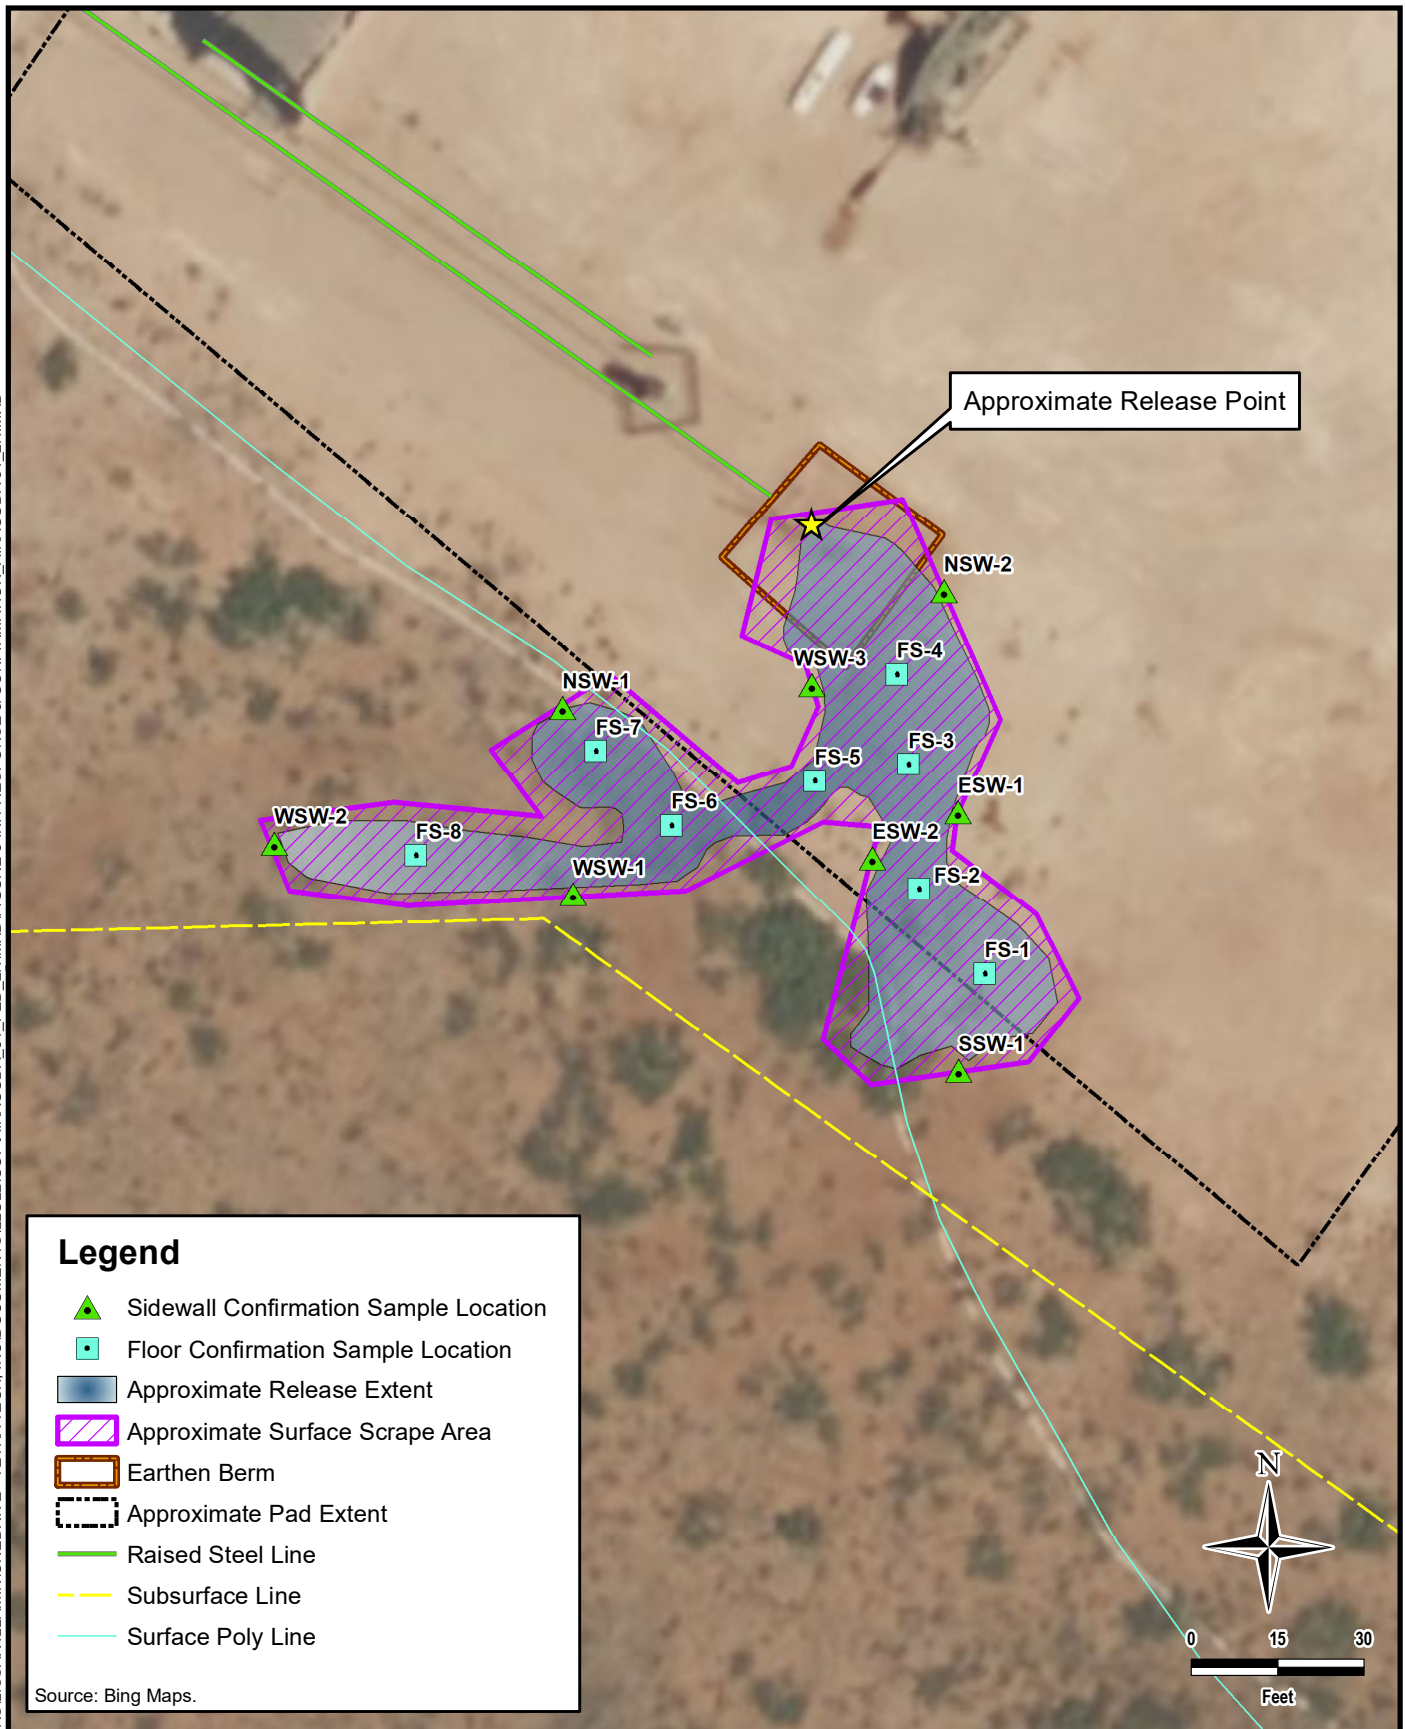 Approximate Release Point
NSW-2
WSW-3
FS-4
NSW-1
FS-7
FS-3
FS-5
ESW-1
FS-6
WSW-2
FS-8
ESW-2
WSW-1
FS-2
FS-1
SSW-1
Legend
Sidewall Confirmation Sample Location
Floor Confirmation Sample Location
Approximate Release Extent
Approximate Surface Scrape Area
Earthen Berm
Approximate Pad Extent
Raised Steel Line
Subsurface Line
Surface Poly Line
Source: Bing Maps.
N
0 15 30
Feet